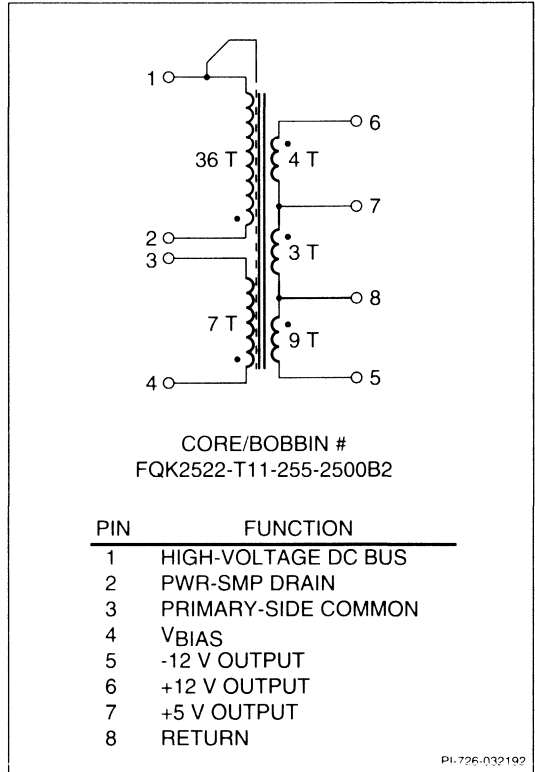 1
6
36 T
4 T
7
2
3
3 T
8
7 T
9 T
4
5
CORE/BOBBIN #
FQK2522-T11-255-2500B2
PIN FUNCTION
1 HIGH-VOLTAGE DC BUS
2 PWR-SMP DRAIN
3 PRIMARY-SIDE COMMON
4 VBIAS
5 -12 V OUTPUT
6 +12 V OUTPUT
7 +5 V OUTPUT
8 RETURN
PI-726-032192